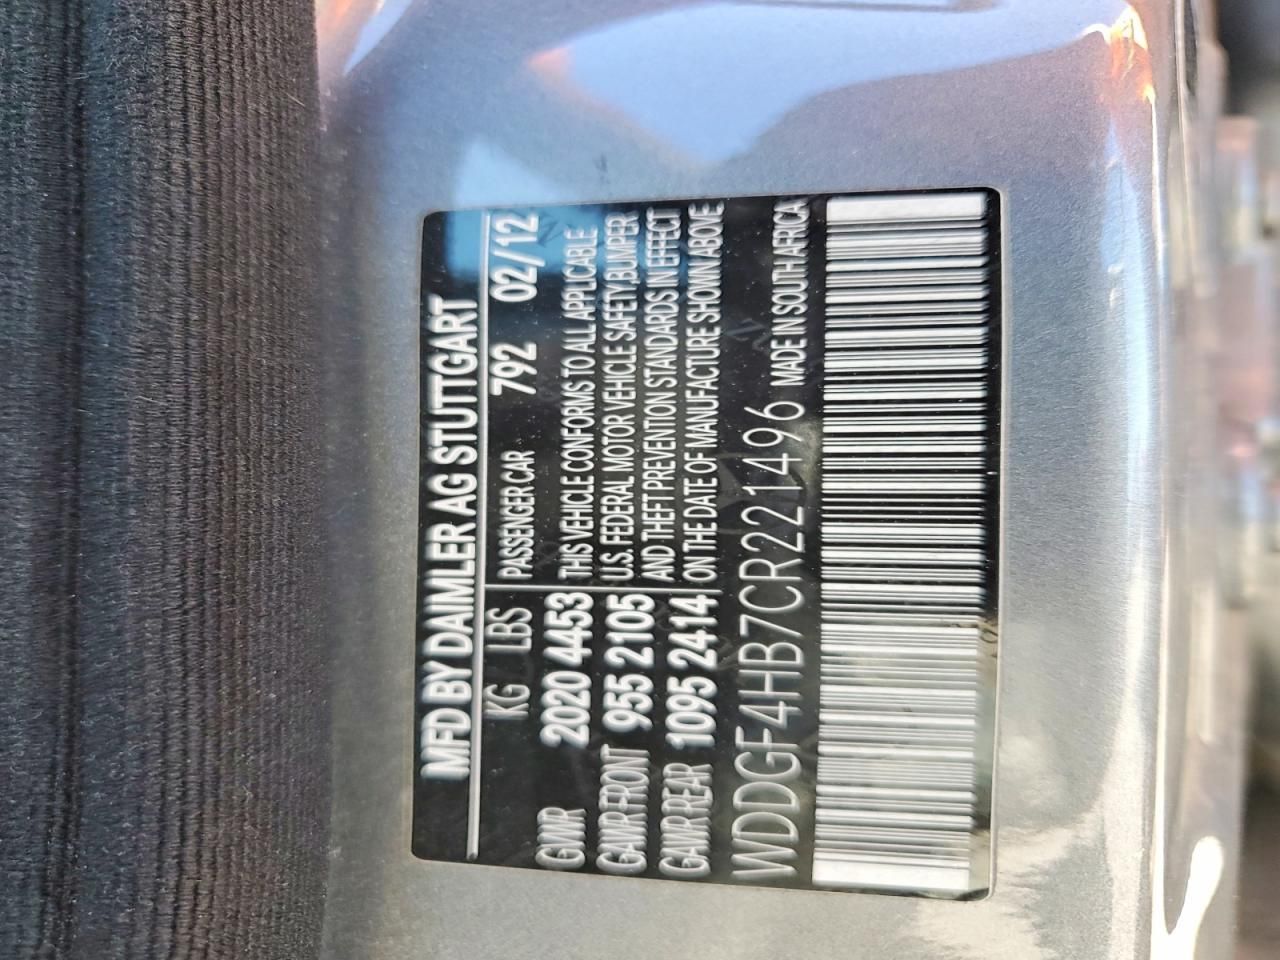 MFD BY DAIMLER AG STUTTGART
KG LBS PASSENGER CAR 792 02/12
GWR 2020 4453 THIS VEHICLE CONFORMS TO ALL APPLICABLE
GAWR FRONT 955 2105 U.S. FEDERAL MOTOR VEHICLE SAFETY,BUMPER
AND THEFT PREVENTION STANDARDS IN EFFECT
GAWR REAR 1095 2414 ON THE DATE OF MANUFACTURE SHOWN ABOVE
WDDGF4HB7CR221496 MADE IN SOUTH AFRICA